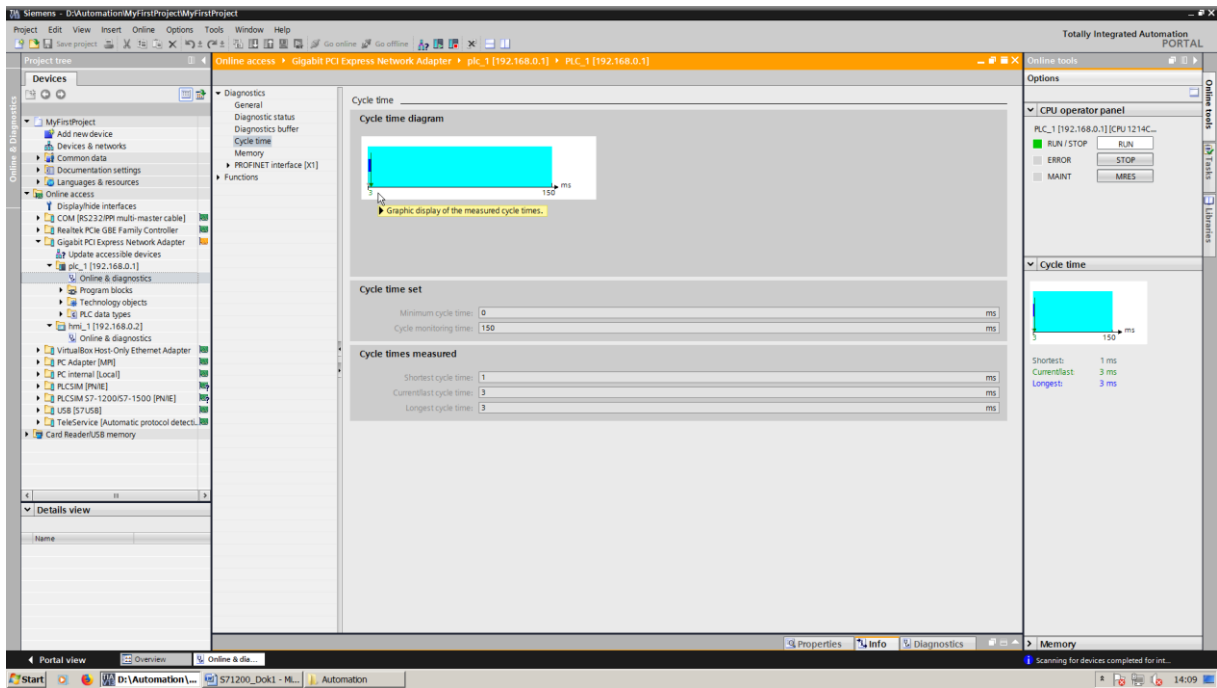 Siemens - D:\Automation\MyFirstProject\MyFirstProject
Project Edit View Insert Online Options Tools Window Help
Save project Go online Go offline
Totally Integrated Automation
PORTAL
Project tree
Devices
MyFirstProject
Add new device
Devices & networks
Common data
Documentation settings
Languages & resources
Online access
Display/hide interfaces
COM [RS232/PPI multi-master cable]
Realtek PCIe GBE Family Controller
Gigabit PCI Express Network Adapter
Update accessible devices
plc_1 [192.168.0.1]
Online & diagnostics
Program blocks
Technology objects
PLC data types
hmi_1 [192.168.0.2]
Online & diagnostics
VirtualBox Host-Only Ethernet Adapter
PC Adapter [MPI]
PC internal [Local]
PLCSIM [PN/IE]
PLCSIM S7-1200/S7-1500 [PN/IE]
USB [S7USB]
TeleService [Automatic protocol detecti...
Card Reader/USB memory
Details view
Name
Online & Diagnostics
Online access › Gigabit PCI Express Network Adapter › plc_1 [192.168.0.1] › PLC_1 [192.168.0.1]
Diagnostics
General
Diagnostic status
Diagnostics buffer
Cycle time
Memory
PROFINET interface [X1]
Functions
Cycle time
Cycle time diagram
ms
3 150
Graphic display of the measured cycle times.
Cycle time set
Minimum cycle time: 0 ms
Cycle monitoring time: 150 ms
Cycle times measured
Shortest cycle time: 1 ms
Current/last cycle time: 3 ms
Longest cycle time: 3 ms
Properties Info Diagnostics
Online tools
Options
CPU operator panel
PLC_1 [192.168.0.1] [CPU 1214C...
RUN / STOP RUN
ERROR STOP
MAINT MRES
Cycle time
ms
3 150
Shortest: 1 ms
Current/last: 3 ms
Longest: 3 ms
Memory
Online tools
Tasks
Libraries
Portal view Overview Online & dia...
Scanning for devices completed for int...
Start D:\Automation\... S71200_Dok1 - Mi... Automation 14:09